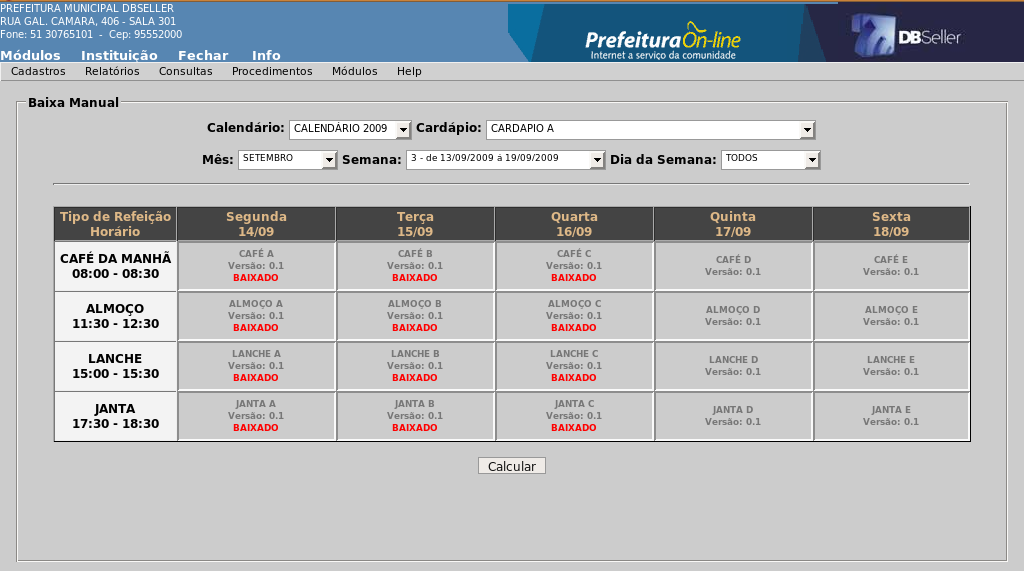 PREFEITURA MUNICIPAL DBSELLER
RUA GAL. CAMARA, 406 - SALA 301
Fone: 51 30765101 - Cep: 95552000
Prefeitura On-line
Internet a serviço da comunidade
DBSeller
Módulos Instituição Fechar Info
Cadastros Relatórios Consultas Procedimentos Módulos Help
Baixa Manual
Calendário: CALENDÁRIO 2009 Cardápio: CARDAPIO A
Mês: SETEMBRO Semana: 3 - de 13/09/2009 á 19/09/2009 Dia da Semana: TODOS
Tipo de Refeição Segunda Terça Quarta Quinta Sexta
Horário 14/09 15/09 16/09 17/09 18/09
CAFÉ DA MANHÃ
08:00 - 08:30
CAFÉ A
Versão: 0.1
BAIXADO
CAFÉ B
Versão: 0.1
BAIXADO
CAFÉ C
Versão: 0.1
BAIXADO
CAFÉ D
Versão: 0.1
CAFÉ E
Versão: 0.1
ALMOÇO
11:30 - 12:30
ALMOÇO A
Versão: 0.1
BAIXADO
ALMOÇO B
Versão: 0.1
BAIXADO
ALMOÇO C
Versão: 0.1
BAIXADO
ALMOÇO D
Versão: 0.1
ALMOÇO E
Versão: 0.1
LANCHE
15:00 - 15:30
LANCHE A
Versão: 0.1
BAIXADO
LANCHE B
Versão: 0.1
BAIXADO
LANCHE C
Versão: 0.1
BAIXADO
LANCHE D
Versão: 0.1
LANCHE E
Versão: 0.1
JANTA
17:30 - 18:30
JANTA A
Versão: 0.1
BAIXADO
JANTA B
Versão: 0.1
BAIXADO
JANTA C
Versão: 0.1
BAIXADO
JANTA D
Versão: 0.1
JANTA E
Versão: 0.1
Calcular